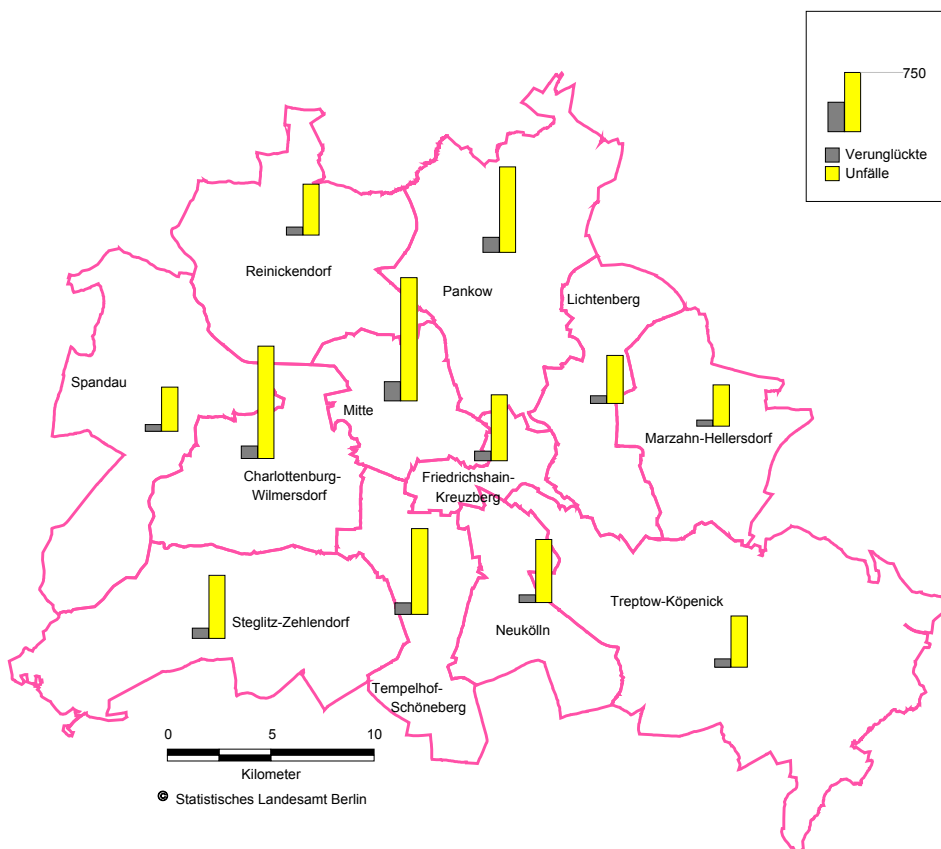 750
Verunglückte
Unfälle
Reinickendorf
Pankow
Lichtenberg
Spandau
Mitte
Marzahn-Hellersdorf
Charlottenburg-
Wilmersdorf
Friedrichshain-
Kreuzberg
Steglitz-Zehlendorf
Neukölln
Treptow-Köpenick
Tempelhof-
Schöneberg
0 5 10
Kilometer
© Statistisches Landesamt Berlin